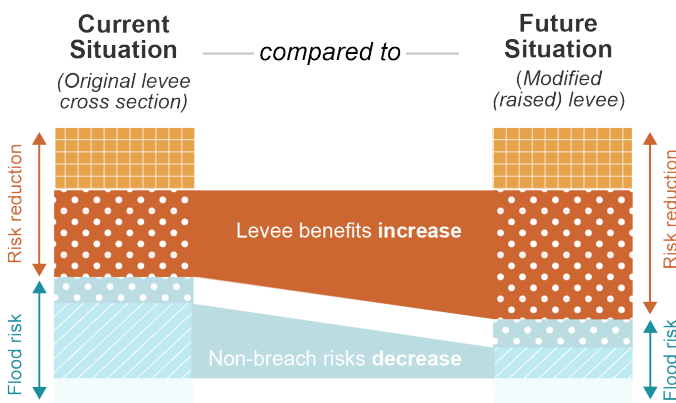 Current
Situation
(Original levee
cross section)
compared to
Future
Situation
(Modified
(raised) levee)
Risk reduction
Flood risk
Levee benefits increase
Non-breach risks decrease
Risk reduction
Flood risk